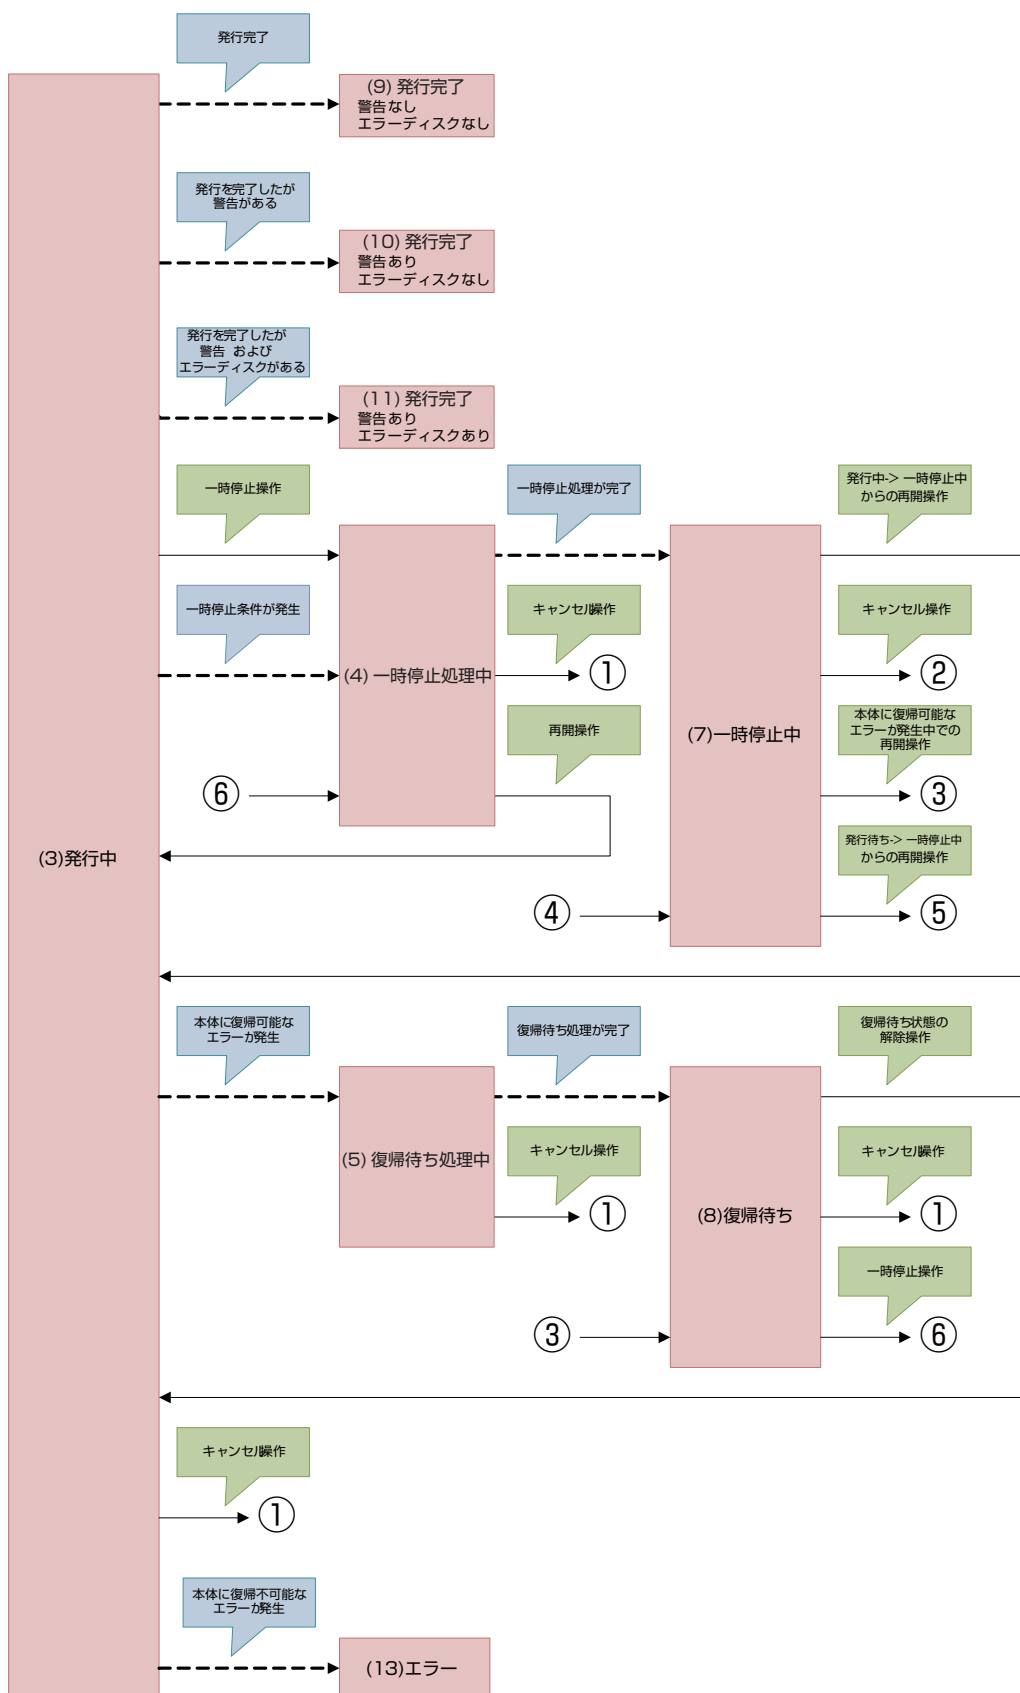 発行完了
(9) 発行完了
警告なし
エラーディスクなし
発行を完了したが
警告がある
(10) 発行完了
警告あり
エラーディスクなし
発行を完了したが
警告 および
エラーディスクがある
(11) 発行完了
警告あり
エラーディスクあり
一時停止操作
一時停止処理が完了
発行中-> 一時停止中
からの再開操作
一時停止条件が発生
キャンセル操作
キャンセル操作
(4) 一時停止処理中
①
②
再開操作
本体に復帰可能な
エラーが発生中での
再開操作
(7)一時停止中
⑥
③
(3)発行中
発行待ち-> 一時停止中
からの再開操作
④
⑤
本体に復帰可能な
エラーが発生
復帰待ち処理が完了
復帰待ち状態の
解除操作
(5) 復帰待ち処理中
キャンセル操作
キャンセル操作
①
(8)復帰待ち
①
一時停止操作
③
⑥
キャンセル操作
①
本体に復帰不可能な
エラーが発生
(13)エラー